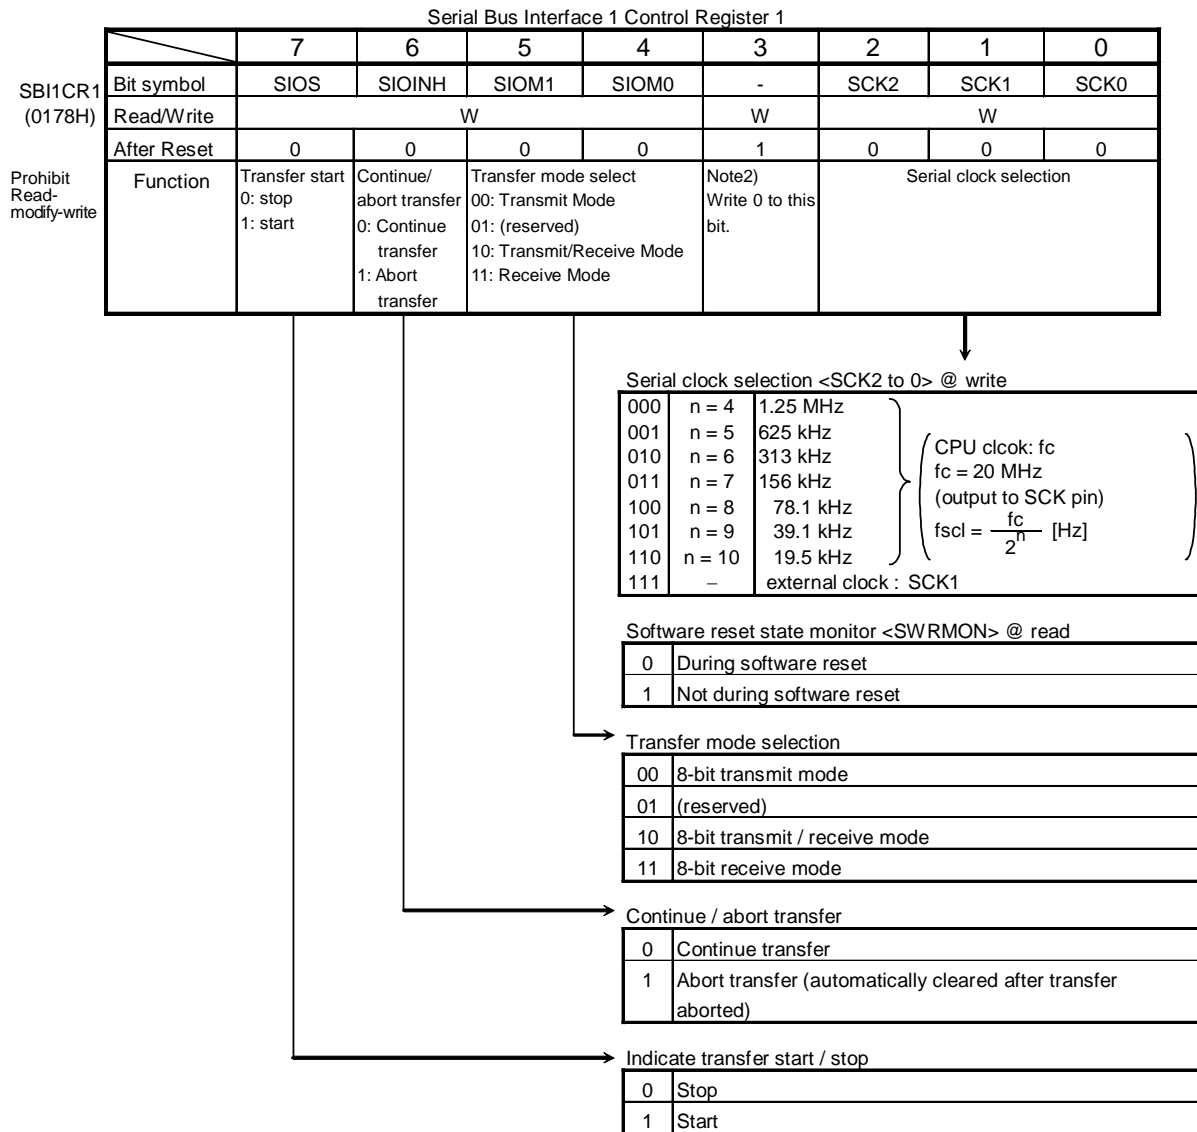 Serial Bus Interface 1 Control Register 1
7 6 5 4 3 2 1 0
SBI1CR1
(0178H)
Bit symbol SIOS SIOINH SIOM1 SIOM0 - SCK2 SCK1 SCK0
Read/Write W W W
After Reset 0 0 0 0 1 0 0 0
Prohibit
Read-
modify-write
Function
Transfer start
0: stop
1: start
Continue/
abort transfer
0: Continue
transfer
1: Abort
transfer
Transfer mode select
00: Transmit Mode
01: (reserved)
10: Transmit/Receive Mode
11: Receive Mode
Note2)
Write 0 to this
bit.
Serial clock selection
Serial clock selection <SCK2 to 0> @ write
000 n = 4 1.25 MHz
001 n = 5 625 kHz
010 n = 6 313 kHz
011 n = 7 156 kHz
100 n = 8 78.1 kHz
101 n = 9 39.1 kHz
110 n = 10 19.5 kHz
111 – external clock : SCK1
CPU clcok: fc
fc = 20 MHz
(output to SCK pin)
fscl = fc / 2^n [Hz]
Software reset state monitor <SWRMON> @ read
0 During software reset
1 Not during software reset
Transfer mode selection
00 8-bit transmit mode
01 (reserved)
10 8-bit transmit / receive mode
11 8-bit receive mode
Continue / abort transfer
0 Continue transfer
1 Abort transfer (automatically cleared after transfer
aborted)
Indicate transfer start / stop
0 Stop
1 Start